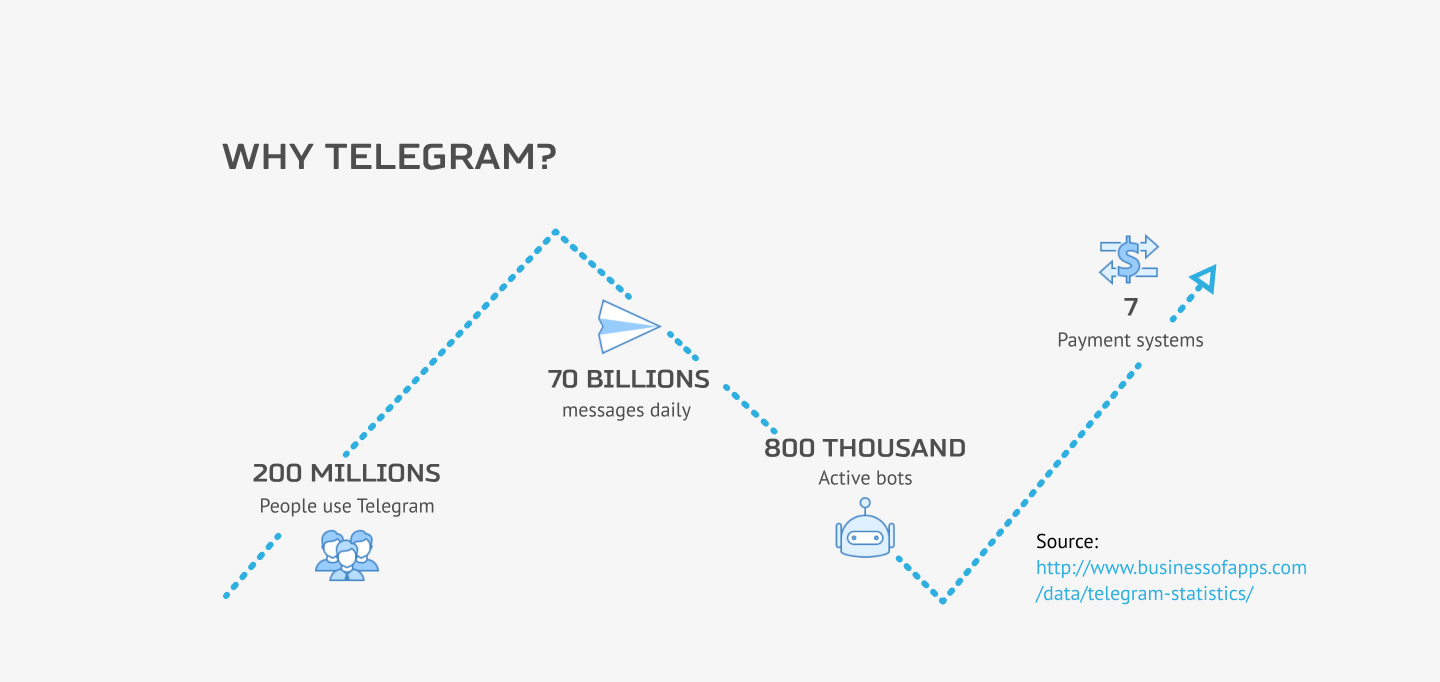 WHY TELEGRAM?
200 MILLIONS
People use Telegram
70 BILLIONS
messages daily
800 THOUSAND
Active bots
7
Payment systems
Source:
http://www.businessofapps.com
/data/telegram-statistics/